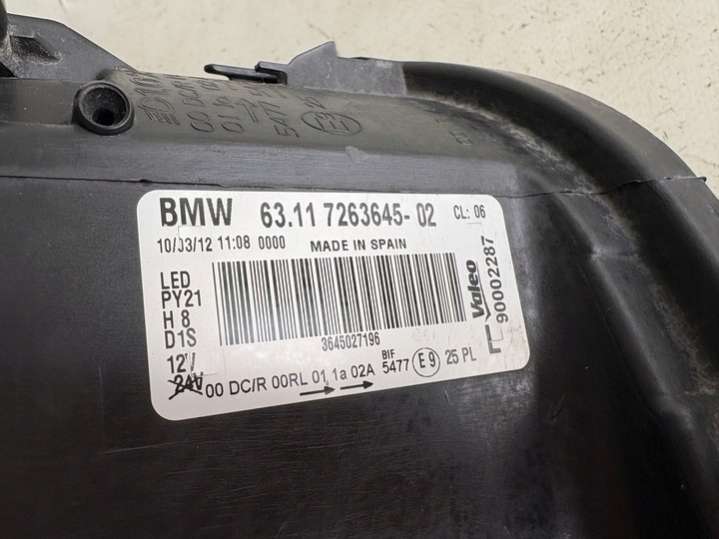 BMW 63.11 7263645-02 CL: 06
10/03/12 11:08 0000 MADE IN SPAIN
LED
PY21
H 8
D1S
12V
24V
3645027196
00 DC/R 00RL 01 1a 02A
BIF
5477 E9 25 PL
Valeo
90002287
L
5477